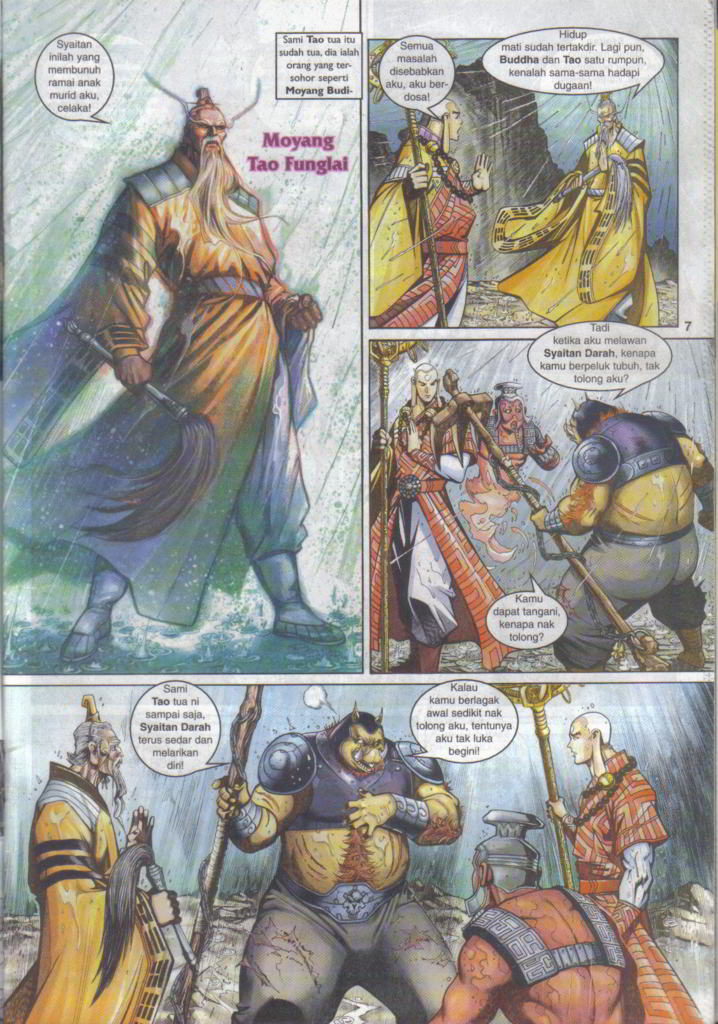 Syaitan
inilah yang
membunuh
ramai anak
murid aku,
celaka!
Sami Tao tua itu
sudah tua, dia ialah
orang yang ter-
sohor seperti
Moyang Budi-
Moyang
Tao Funglai
Semua
masalah
disebabkan
aku, aku ber-
dosa!
Hidup
mati sudah tertakdir. Lagi pun,
Buddha dan Tao satu rumpun,
kenalah sama-sama hadapi
dugaan!
7
Tadi
ketika aku melawan
Syaitan Darah, kenapa
kamu berpeluk tubuh, tak
tolong aku?
Kamu
dapat tangani,
kenapa nak
tolong?
Sami
Tao tua ni
sampai saja,
Syaitan Darah
terus sedar dan
melarikan
diri!
Kalau
kamu berlagak
awal sedikit nak
tolong aku, tentunya
aku tak luka
begini!